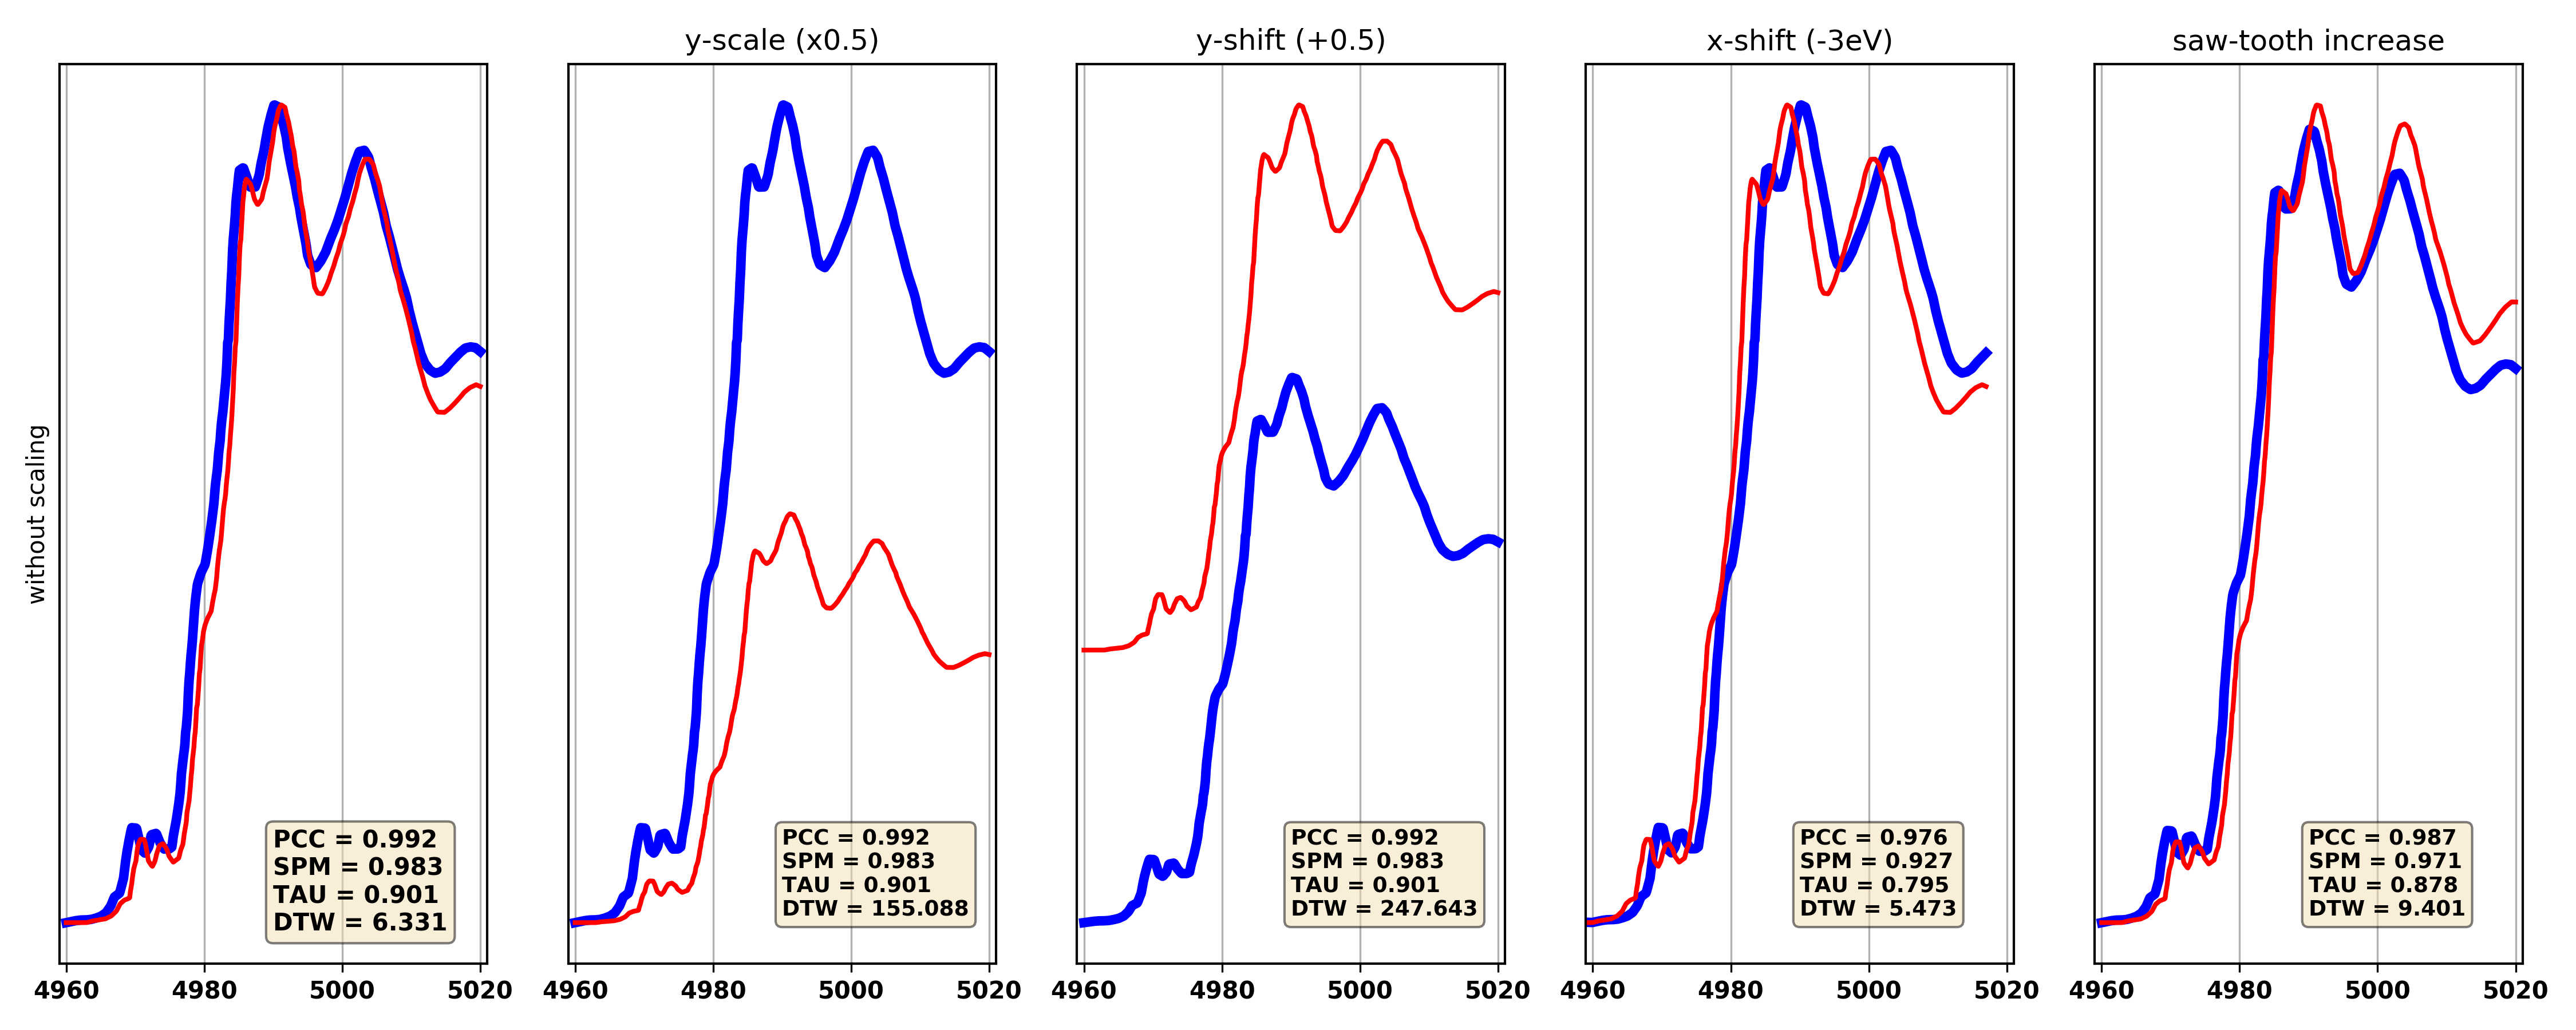 y-scale (x0.5)
y-shift (+0.5)
x-shift (-3eV)
saw-tooth increase
without scaling
PCC = 0.992
SPM = 0.983
TAU = 0.901
DTW = 6.331
4960 4980 5000 5020
PCC = 0.992
SPM = 0.983
TAU = 0.901
DTW = 155.088
4960 4980 5000 5020
PCC = 0.992
SPM = 0.983
TAU = 0.901
DTW = 247.643
4960 4980 5000 5020
PCC = 0.976
SPM = 0.927
TAU = 0.795
DTW = 5.473
4960 4980 5000 5020
PCC = 0.987
SPM = 0.971
TAU = 0.878
DTW = 9.401
4960 4980 5000 5020